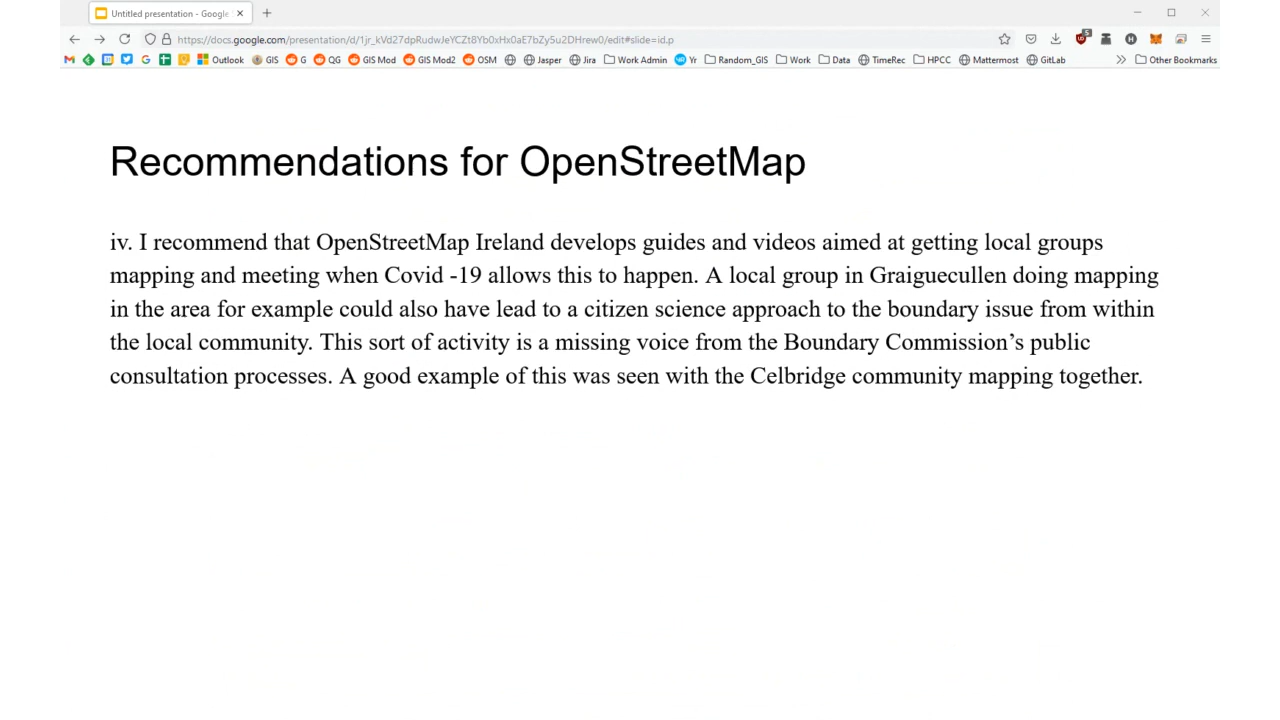 Untitled presentation - Google
https://docs.google.com/presentation/d/1jr_kVd27dpRudwJeYCZt8Yb0xHx0aE7bZy5u2DHrew0/edit#slide=id.p
5
Outlook GIS G QG GIS Mod GIS Mod2 OSM Jasper Jira Work Admin Yr Random_GIS Work Data TimeRec HPCC Mattermost GitLab Other Bookmarks
Recommendations for OpenStreetMap
iv. I recommend that OpenStreetMap Ireland develops guides and videos aimed at getting local groups
mapping and meeting when Covid -19 allows this to happen. A local group in Graiguecullen doing mapping
in the area for example could also have lead to a citizen science approach to the boundary issue from within
the local community. This sort of activity is a missing voice from the Boundary Commission’s public
consultation processes. A good example of this was seen with the Celbridge community mapping together.